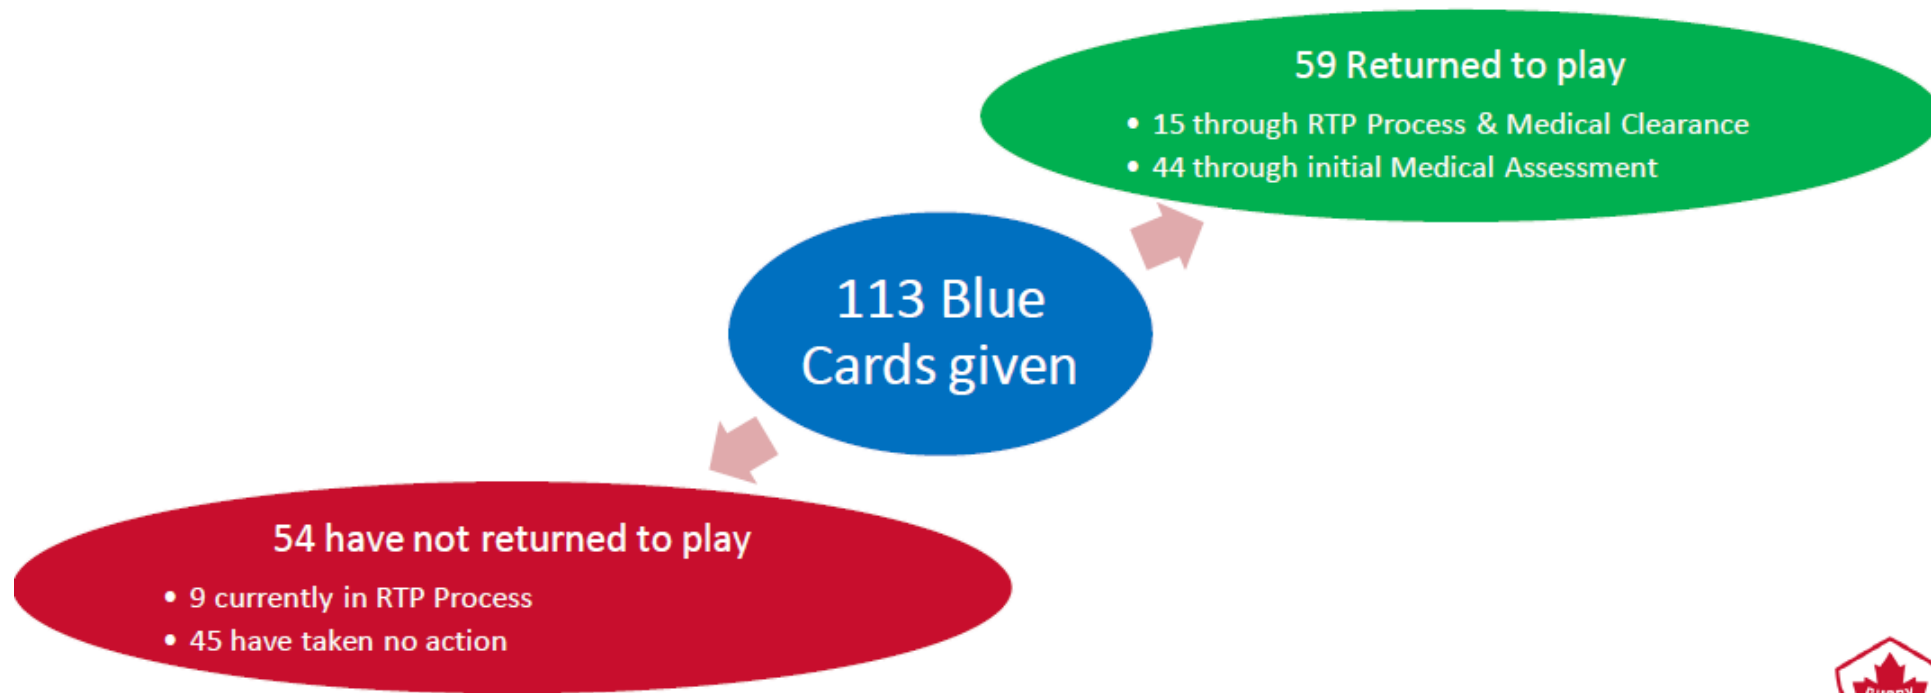 59 Returned to play
• 15 through RTP Process & Medical Clearance
• 44 through initial Medical Assessment
113 Blue
Cards given
54 have not returned to play
• 9 currently in RTP Process
• 45 have taken no action